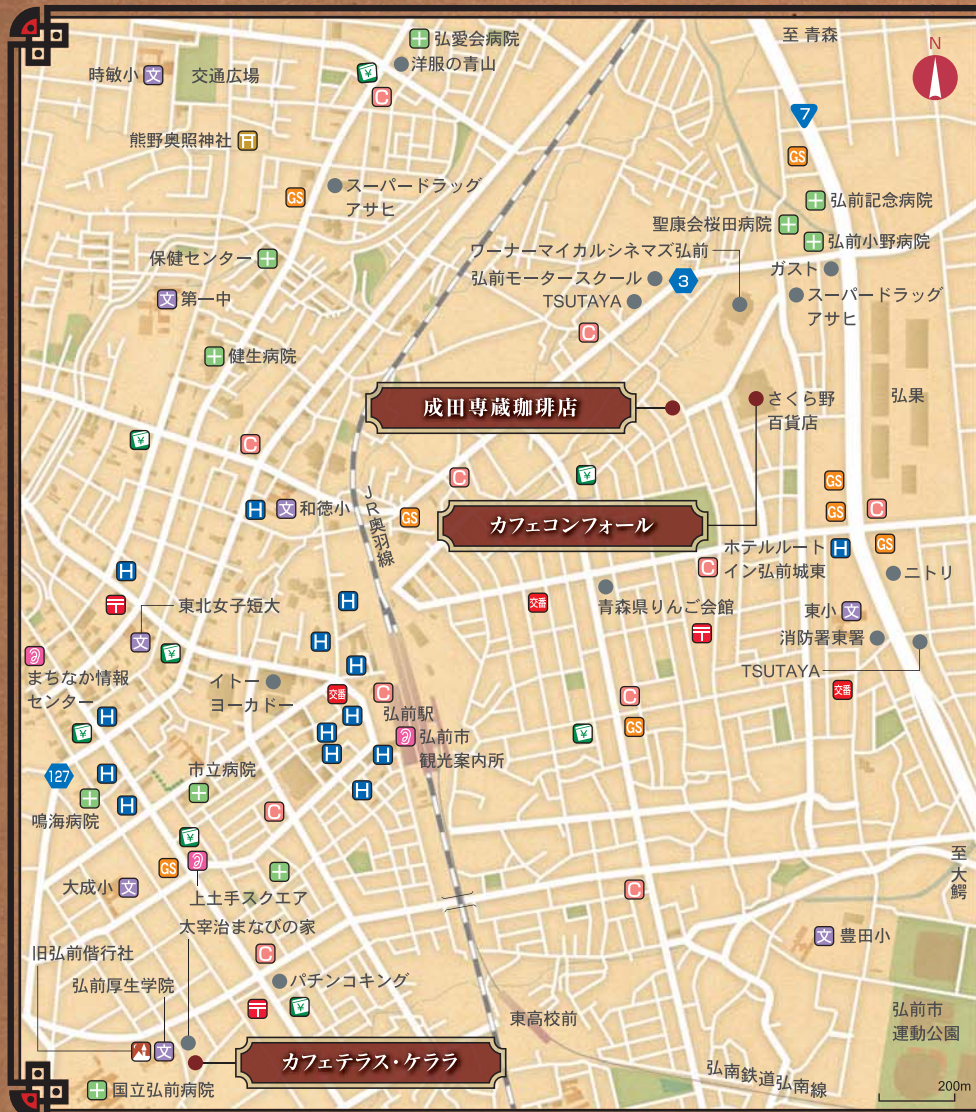 弘愛会病院
至 青森
N
洋服の青山
時敏小
文
交通広場
¥
C
7
熊野奥照神社
GS
スーパードラッグ
アサヒ
GS
弘前記念病院
聖康会桜田病院
弘前小野病院
ワーナーマイカルシネマズ弘前
保健センター
ガスト
弘前モータースクール
3
文
第一中
TSUTAYA
スーパードラッグ
アサヒ
C
健生病院
成田専蔵珈琲店
さくら野
百貨店
弘果
¥
C
C
¥
GS
H
文
和徳小
JR奥羽線
GS
カフェコンフォール
GS
C
ホテルルート
イン弘前城東
H
GS
H
C
ニトリ
〒
東北女子短大
H
交番
青森県りんご会館
東小
文
文
¥
H
〒
消防署東署
まちなか情報
センター
H
TSUTAYA
イトー
ヨーカドー
交番
C
C
交番
H
H
弘前駅
¥
H
弘前市
観光案内所
¥
GS
H
H
127
H
市立病院
H
鳴海病院
H
C
¥
至大鰐
GS
大成小
文
上土手スクエア
C
太宰治まなびの家
文
豊田小
旧弘前偕行社
C
弘前厚生学院
パチンコキング
〒
¥
東高校前
弘前市
運動公園
文
カフェテラス・ケララ
弘南鉄道弘南線
国立弘前病院
200m